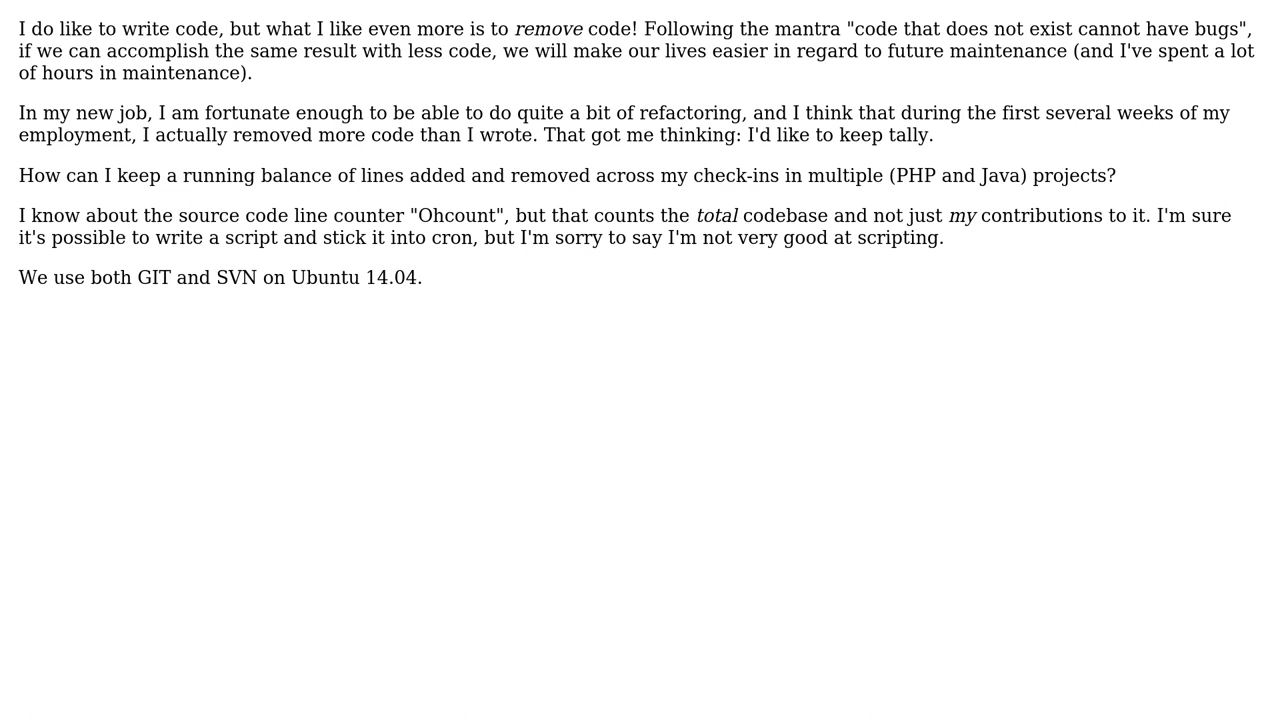 I do like to write code, but what I like even more is to remove code! Following the mantra "code that does not exist cannot have bugs",
if we can accomplish the same result with less code, we will make our lives easier in regard to future maintenance (and I've spent a lot
of hours in maintenance).
In my new job, I am fortunate enough to be able to do quite a bit of refactoring, and I think that during the first several weeks of my
employment, I actually removed more code than I wrote. That got me thinking: I'd like to keep tally.
How can I keep a running balance of lines added and removed across my check-ins in multiple (PHP and Java) projects?
I know about the source code line counter "Ohcount", but that counts the total codebase and not just my contributions to it. I'm sure
it's possible to write a script and stick it into cron, but I'm sorry to say I'm not very good at scripting.
We use both GIT and SVN on Ubuntu 14.04.